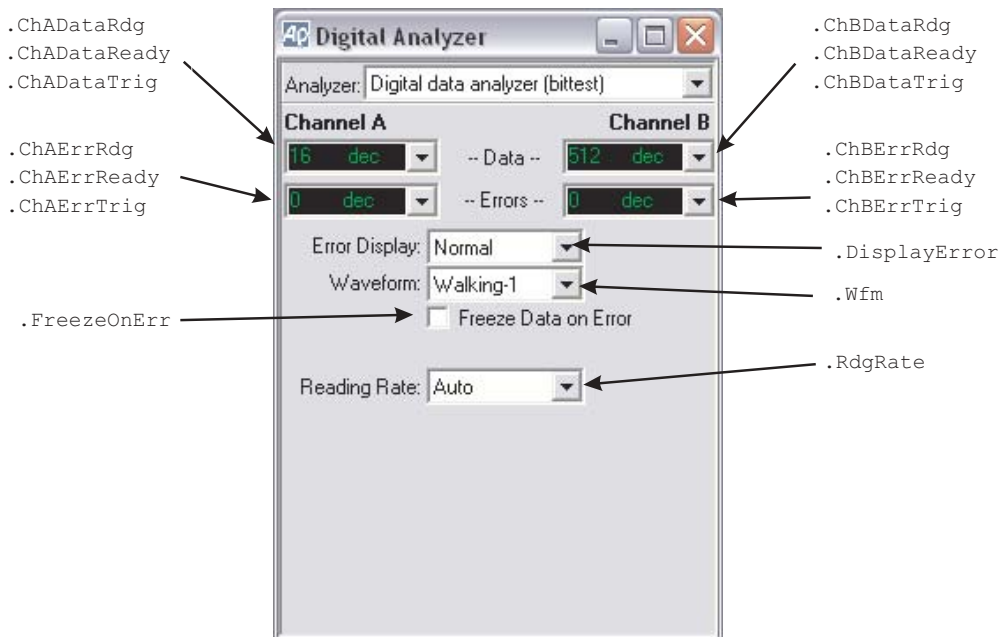 .ChADataRdg
.ChADataReady
.ChADataTrig
.ChAErrRdg
.ChAErrReady
.ChAErrTrig
.FreezeOnErr
Ap Digital Analyzer
Analyzer: Digital data analyzer (bittest)
Channel A Channel B
16 dec -- Data -- 512 dec
0 dec -- Errors -- 0 dec
Error Display: Normal
Waveform: Walking-1
Freeze Data on Error
Reading Rate: Auto
.ChBDataRdg
.ChBDataReady
.ChBDataTrig
.ChBErrRdg
.ChBErrReady
.ChBErrTrig
.DisplayError
.Wfm
.RdgRate